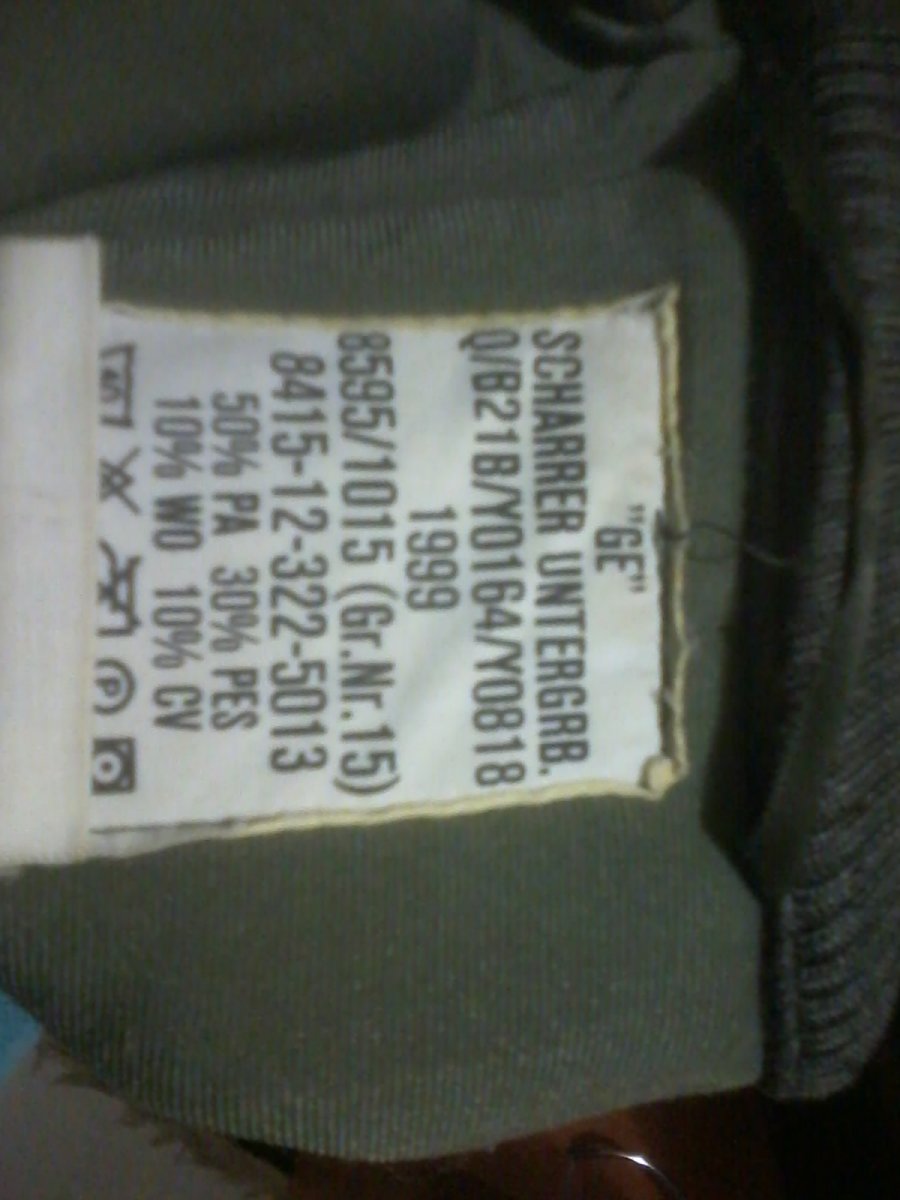 "GE"
SCHARRER UNTERGRB.
Q/B21B/Y0164/Y0818
1999
8595/1015 (Gr.Nr.15)
8415-12-322-5013
50% PA 30% PES
10% WO 10% CV
P